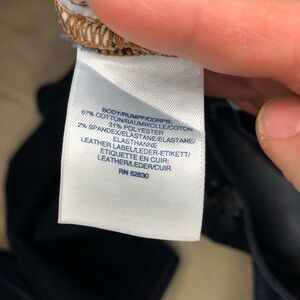 BODY/RUMPF/CORPS:
67% COTTON/BAUMWOLLE/COTON
31% POLYESTER
2% SPANDEX/ELASTANE/ELASTAN/
ELASTHANNE
LEATHER LABEL/LEDER-ETIKETT/
ETIQUETTE EN CUIR:
LEATHER/LEDER/CUIR
RN 62830